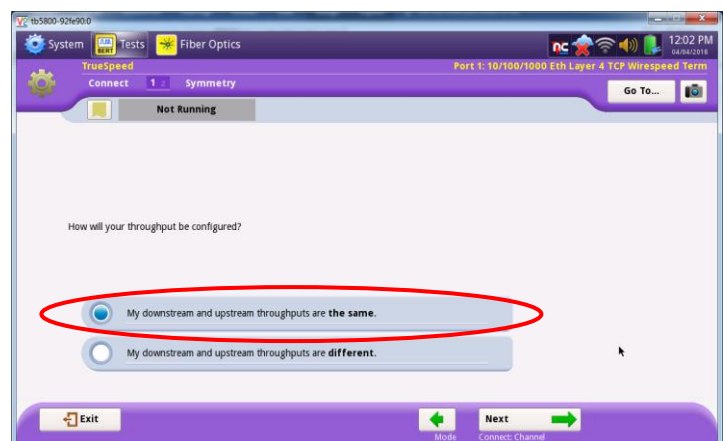 tb5800-92fe90:0
System AAA BERT Tests Fiber Optics nc 12:02 PM
04/04/2018
TrueSpeed Port 1: 10/100/1000 Eth Layer 4 TCP Wirespeed Term
Connect 1 2 Symmetry Go To...
Not Running
How will your throughput be configured?
My downstream and upstream throughputs are the same.
My downstream and upstream throughputs are different.
Exit Next
Mode Connect: Channel